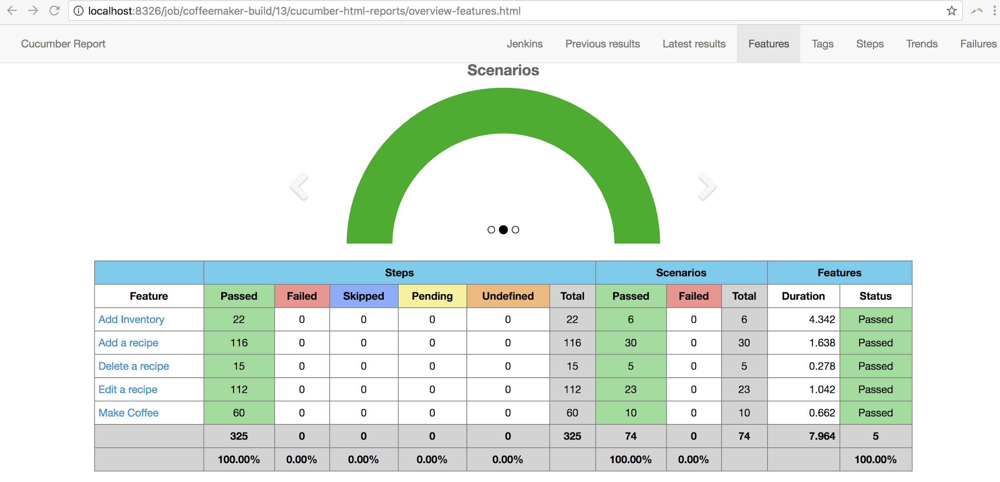 localhost:8326/job/coffeemaker-build/13/cucumber-html-reports/overview-features.html
Cucumber Report Jenkins Previous results Latest results Features Tags Steps Trends Failures
Scenarios
Steps Scenarios Features
Feature Passed Failed Skipped Pending Undefined Total Passed Failed Total Duration Status
Add Inventory 22 0 0 0 0 22 6 0 6 4.342 Passed
Add a recipe 116 0 0 0 0 116 30 0 30 1.638 Passed
Delete a recipe 15 0 0 0 0 15 5 0 5 0.278 Passed
Edit a recipe 112 0 0 0 0 112 23 0 23 1.042 Passed
Make Coffee 60 0 0 0 0 60 10 0 10 0.662 Passed
325 0 0 0 0 325 74 0 74 7.964 5
100.00% 0.00% 0.00% 0.00% 0.00% 100.00% 0.00% 100.00%